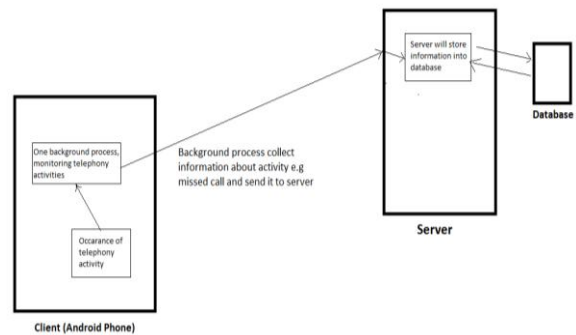 Server will store
information into
database
Database
One background process,
monitoring telephony
activities
Background process collect
information about activity e.g
missed call and send it to server
Occarance of
telephony
activity
Server
Client (Android Phone)